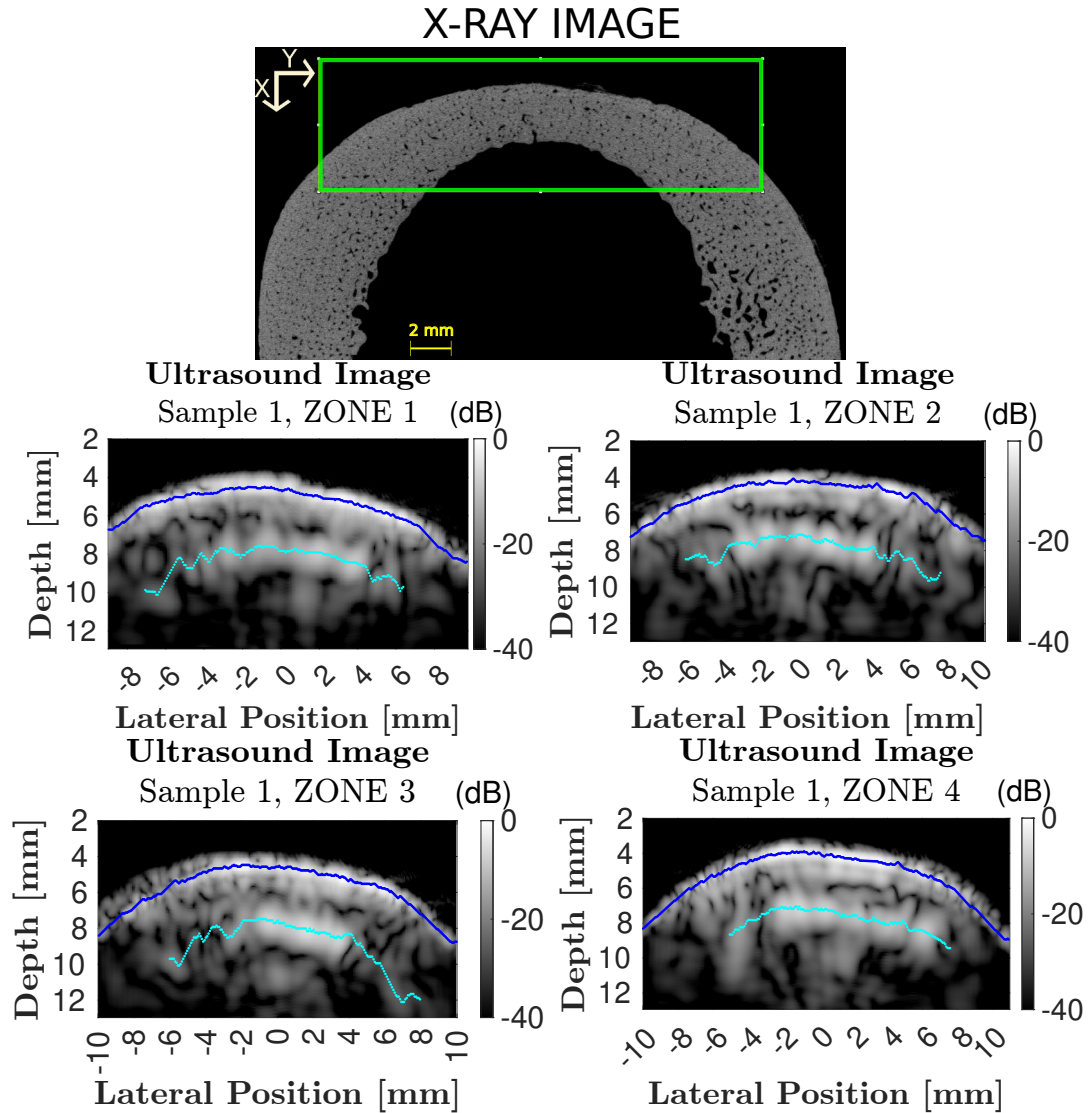 X-RAY IMAGE
Y
X
2 mm
Ultrasound Image
Sample 1, ZONE 1
(dB)
2
4
6
8
10
12
Depth [mm]
0
-20
-40
-8 -6 -4 -2 0 2 4 6 8
Lateral Position [mm]
Ultrasound Image
Sample 1, ZONE 2
(dB)
2
4
6
8
10
12
Depth [mm]
0
-20
-40
-8 -6 -4 -2 0 2 4 6 8 10
Lateral Position [mm]
Ultrasound Image
Sample 1, ZONE 3
(dB)
2
4
6
8
10
12
Depth [mm]
0
-20
-40
-10 -8 -6 -4 -2 0 2 4 6 8 10
Lateral Position [mm]
Ultrasound Image
Sample 1, ZONE 4
(dB)
2
4
6
8
10
12
Depth [mm]
0
-20
-40
-10 -8 -6 -4 -2 0 2 4 6 8 10
Lateral Position [mm]